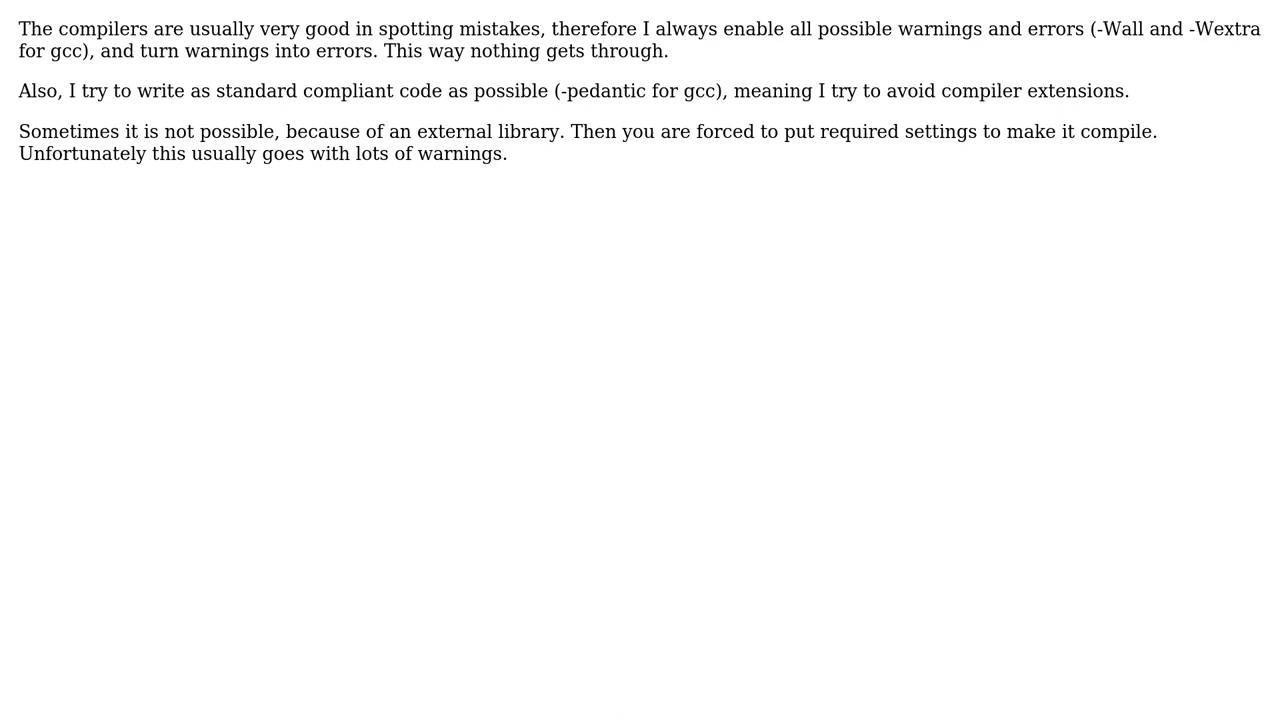 The compilers are usually very good in spotting mistakes, therefore I always enable all possible warnings and errors (-Wall and -Wextra
for gcc), and turn warnings into errors. This way nothing gets through.
Also, I try to write as standard compliant code as possible (-pedantic for gcc), meaning I try to avoid compiler extensions.
Sometimes it is not possible, because of an external library. Then you are forced to put required settings to make it compile.
Unfortunately this usually goes with lots of warnings.